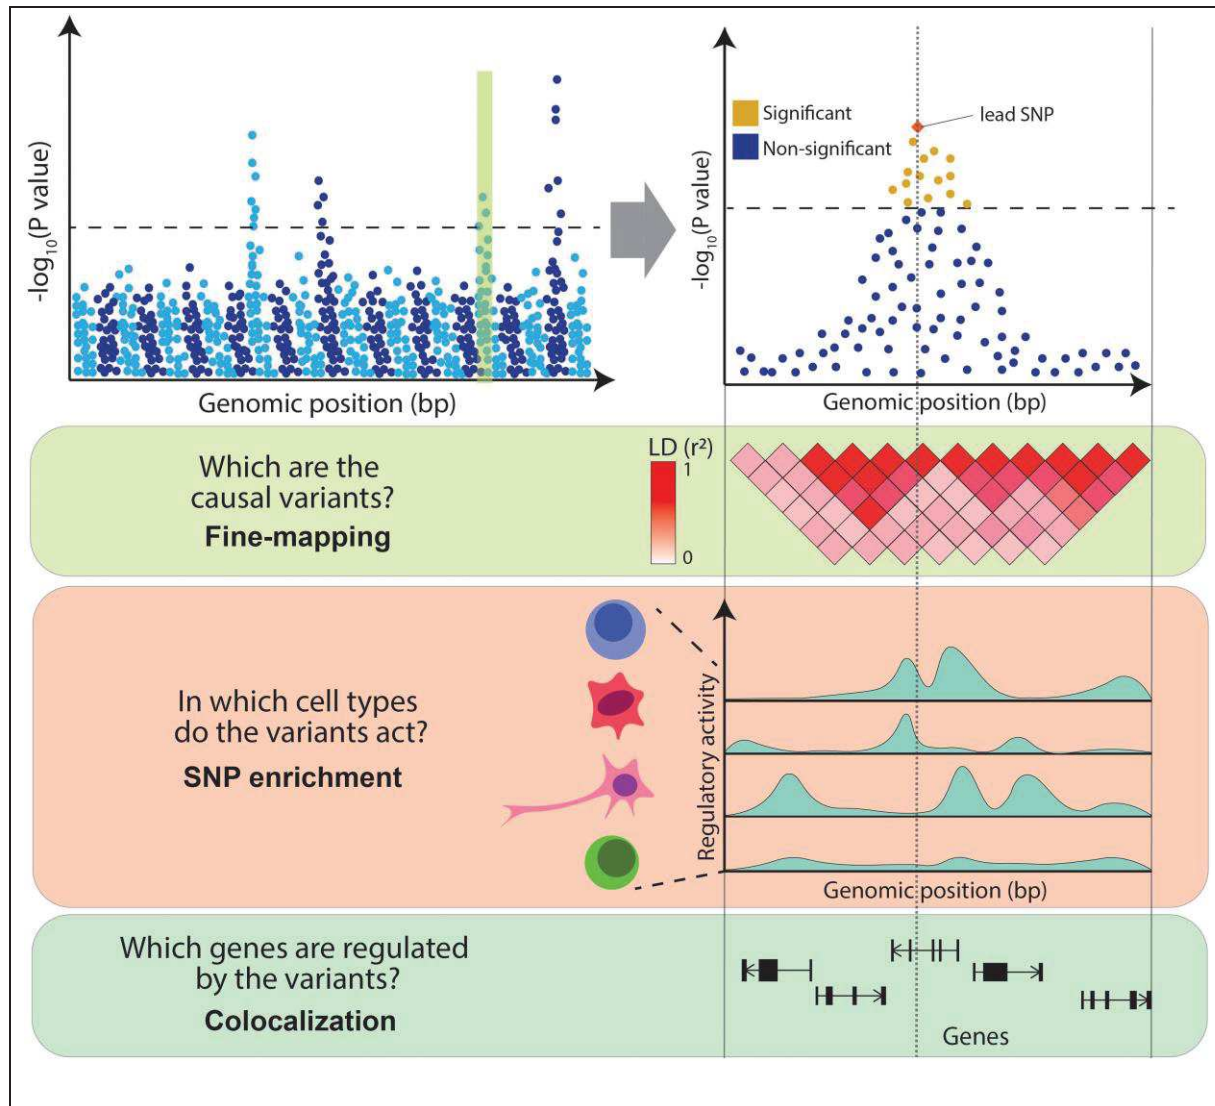 -log₁₀(P value)
Genomic position (bp)
Significant
Non-significant
lead SNP
-log₁₀(P value)
Genomic position (bp)
Which are the
causal variants?
Fine-mapping
LD (r²)
1
0
In which cell types
do the variants act?
SNP enrichment
Regulatory activity
Genomic position (bp)
Which genes are regulated
by the variants?
Colocalization
Genes